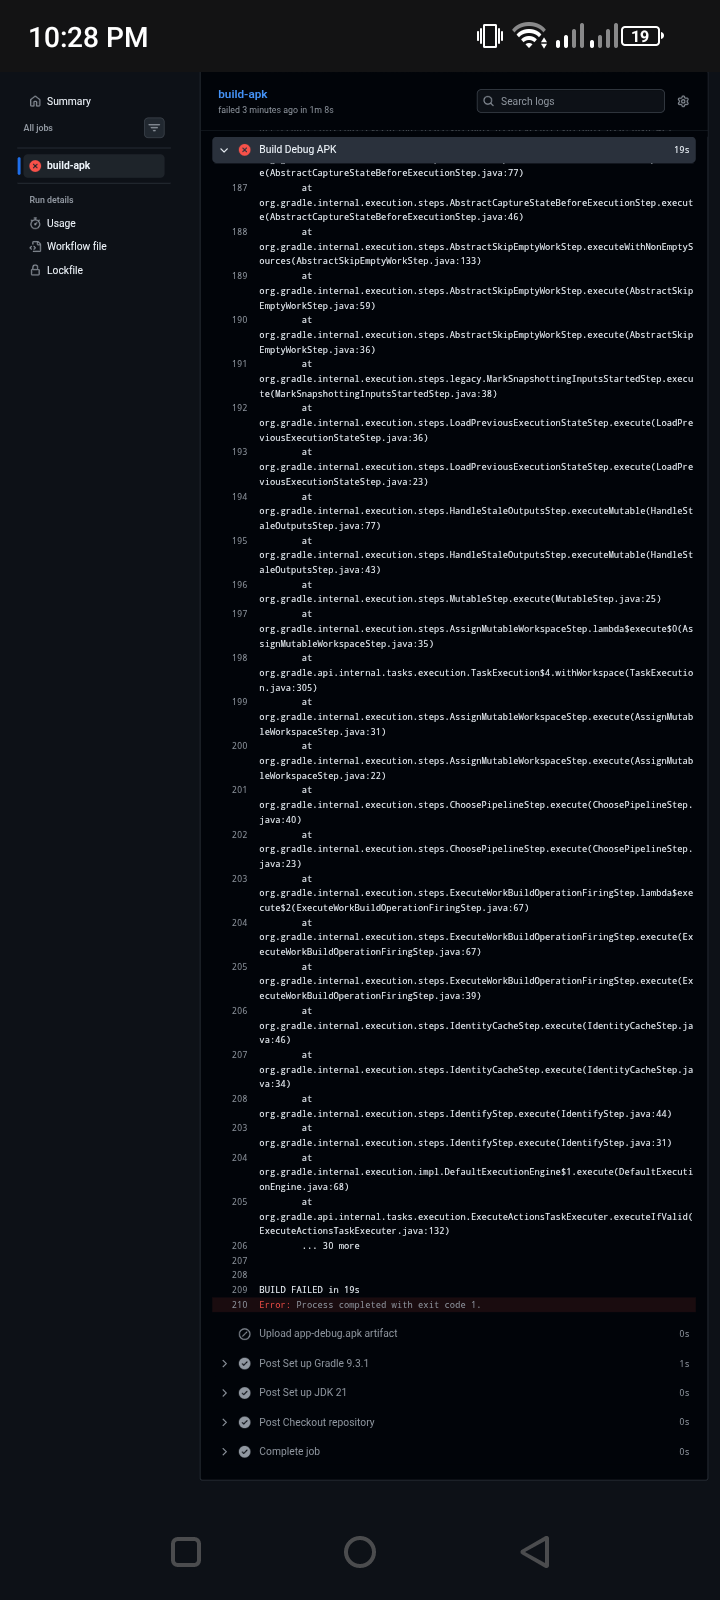 10:28 PM
19
Summary
All jobs
build-apk
Run details
Usage
Workflow file
Lockfile
build-apk
failed 3 minutes ago in 1m 8s
Search logs
Build Debug APK 19s
e(AbstractCaptureStateBeforeExecutionStep.java:77)
187 at
org.gradle.internal.execution.steps.AbstractCaptureStateBeforeExecutionStep.execut
e(AbstractCaptureStateBeforeExecutionStep.java:46)
188 at
org.gradle.internal.execution.steps.AbstractSkipEmptyWorkStep.executeWithNonEmptyS
ources(AbstractSkipEmptyWorkStep.java:133)
189 at
org.gradle.internal.execution.steps.AbstractSkipEmptyWorkStep.execute(AbstractSkip
EmptyWorkStep.java:59)
190 at
org.gradle.internal.execution.steps.AbstractSkipEmptyWorkStep.execute(AbstractSkip
EmptyWorkStep.java:36)
191 at
org.gradle.internal.execution.steps.legacy.MarkSnapshottingInputsStartedStep.execu
te(MarkSnapshottingInputsStartedStep.java:38)
192 at
org.gradle.internal.execution.steps.LoadPreviousExecutionStateStep.execute(LoadPre
viousExecutionStateStep.java:36)
193 at
org.gradle.internal.execution.steps.LoadPreviousExecutionStateStep.execute(LoadPre
viousExecutionStateStep.java:23)
194 at
org.gradle.internal.execution.steps.HandleStaleOutputsStep.executeMutable(HandleSt
aleOutputsStep.java:77)
195 at
org.gradle.internal.execution.steps.HandleStaleOutputsStep.executeMutable(HandleSt
aleOutputsStep.java:43)
196 at
org.gradle.internal.execution.steps.MutableStep.execute(MutableStep.java:25)
197 at
org.gradle.internal.execution.steps.AssignMutableWorkspaceStep.lambda$execute$0(As
signMutableWorkspaceStep.java:35)
198 at
org.gradle.api.internal.tasks.execution.TaskExecution$4.withWorkspace(TaskExecutio
n.java:305)
199 at
org.gradle.internal.execution.steps.AssignMutableWorkspaceStep.execute(AssignMutab
leWorkspaceStep.java:31)
200 at
org.gradle.internal.execution.steps.AssignMutableWorkspaceStep.execute(AssignMutab
leWorkspaceStep.java:22)
201 at
org.gradle.internal.execution.steps.ChoosePipelineStep.execute(ChoosePipelineStep.
java:40)
202 at
org.gradle.internal.execution.steps.ChoosePipelineStep.execute(ChoosePipelineStep.
java:23)
203 at
org.gradle.internal.execution.steps.ExecuteWorkBuildOperationFiringStep.lambda$exe
cute$2(ExecuteWorkBuildOperationFiringStep.java:67)
204 at
org.gradle.internal.execution.steps.ExecuteWorkBuildOperationFiringStep.execute(Ex
ecuteWorkBuildOperationFiringStep.java:67)
205 at
org.gradle.internal.execution.steps.ExecuteWorkBuildOperationFiringStep.execute(Ex
ecuteWorkBuildOperationFiringStep.java:39)
206 at
org.gradle.internal.execution.steps.IdentityCacheStep.execute(IdentityCacheStep.ja
va:46)
207 at
org.gradle.internal.execution.steps.IdentityCacheStep.execute(IdentityCacheStep.ja
va:34)
208 at
org.gradle.internal.execution.steps.IdentifyStep.execute(IdentifyStep.java:44)
203 at
org.gradle.internal.execution.steps.IdentifyStep.execute(IdentifyStep.java:31)
204 at
org.gradle.internal.execution.impl.DefaultExecutionEngine$1.execute(DefaultExecuti
onEngine.java:68)
205 at
org.gradle.api.internal.tasks.execution.ExecuteActionsTaskExecuter.executeIfValid(
ExecuteActionsTaskExecuter.java:132)
206 ... 30 more
207
208
209 BUILD FAILED in 19s
210 Error: Process completed with exit code 1.
Upload app-debug.apk artifact 0s
Post Set up Gradle 9.3.1 1s
Post Set up JDK 21 0s
Post Checkout repository 0s
Complete job 0s